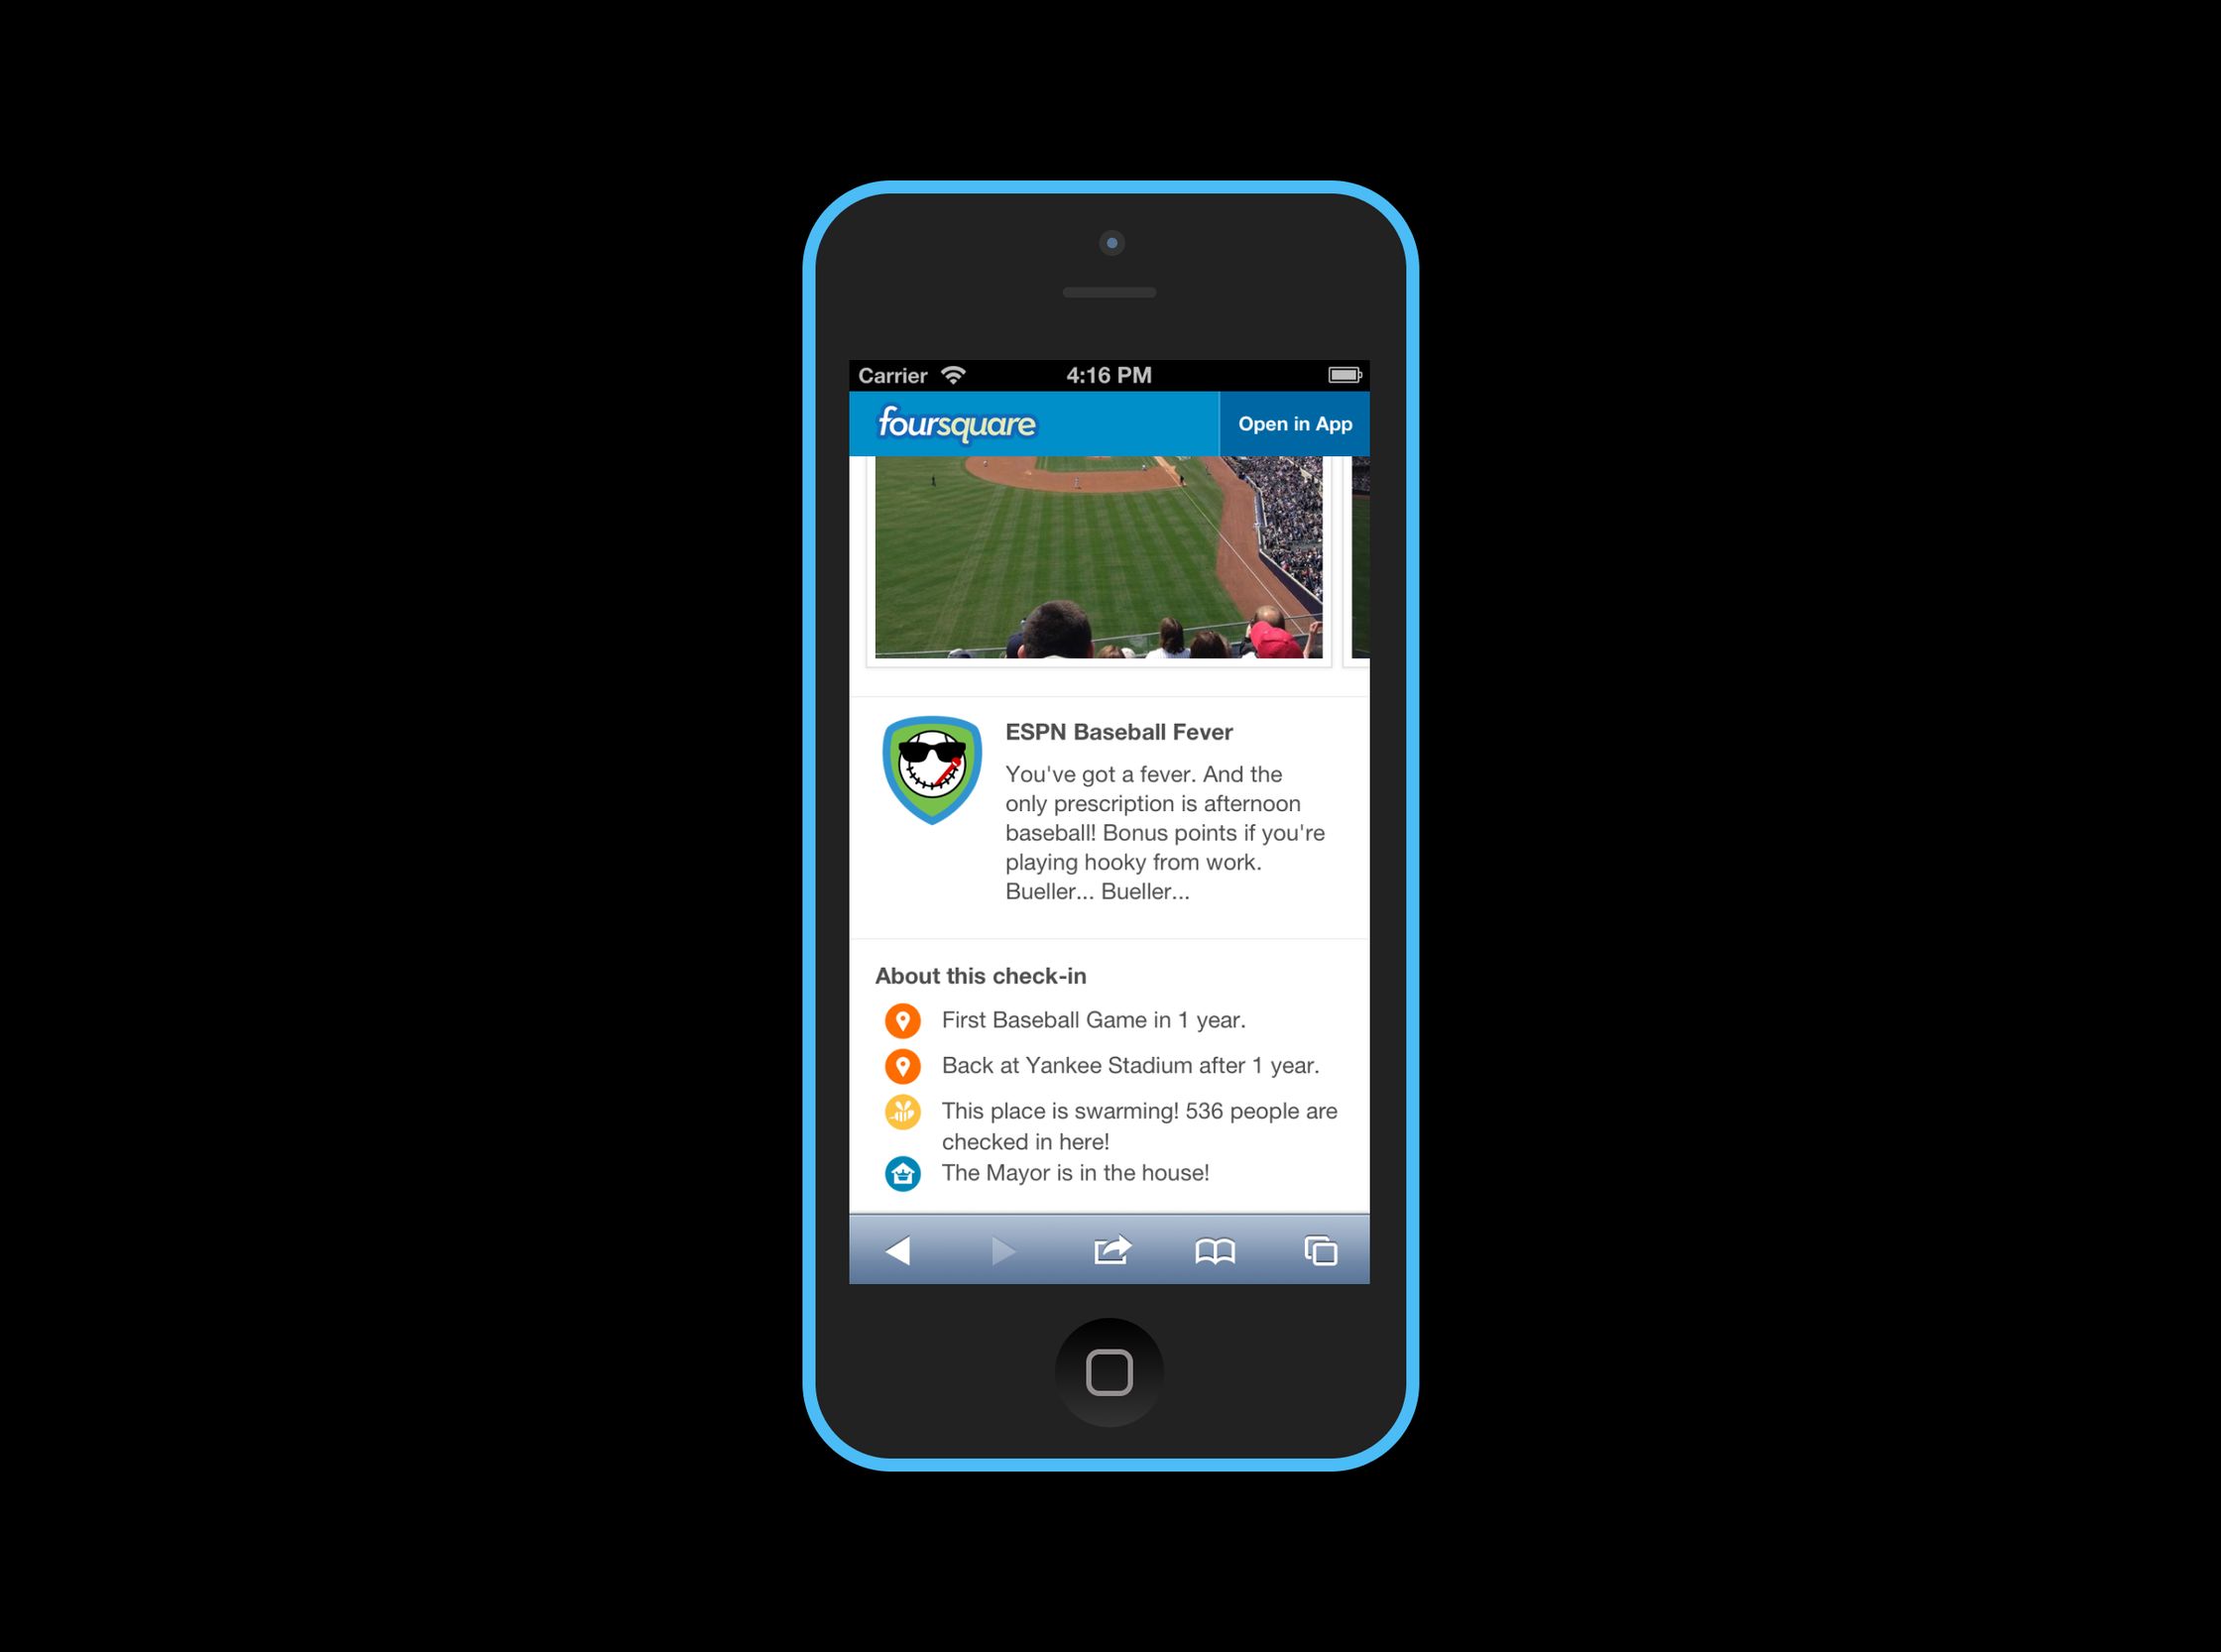 Carrier 4:16 PM
foursquare Open in App
ESPN Baseball Fever
You've got a fever. And the
only prescription is afternoon
baseball! Bonus points if you're
playing hooky from work.
Bueller... Bueller...
About this check-in
First Baseball Game in 1 year.
Back at Yankee Stadium after 1 year.
This place is swarming! 536 people are
checked in here!
The Mayor is in the house!